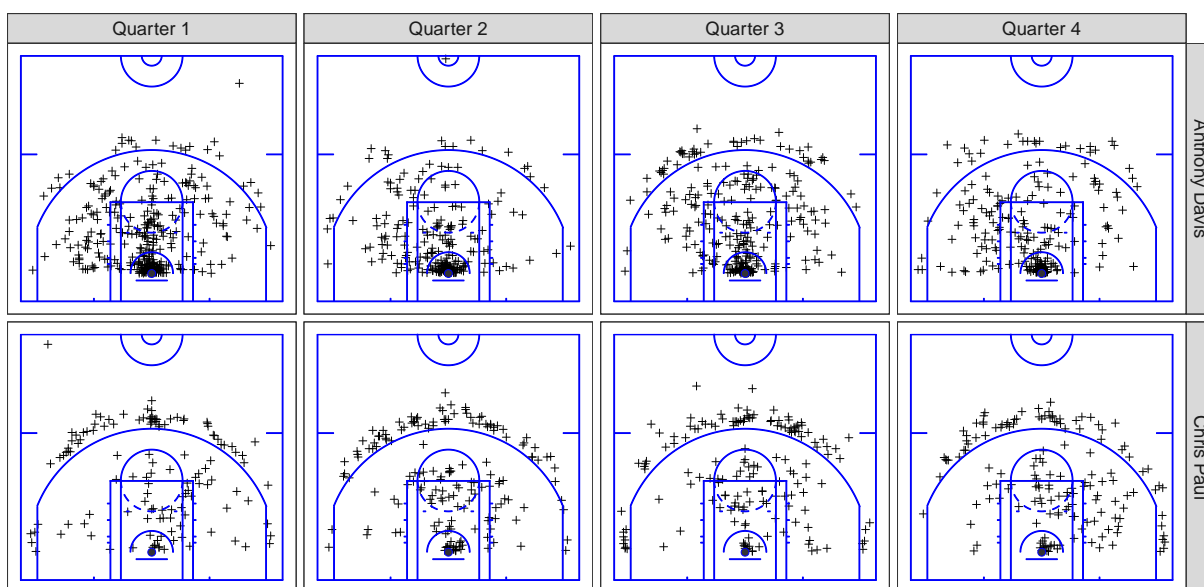 Quarter 1
Quarter 2
Quarter 3
Quarter 4
Anthony Davis
Chris Paul